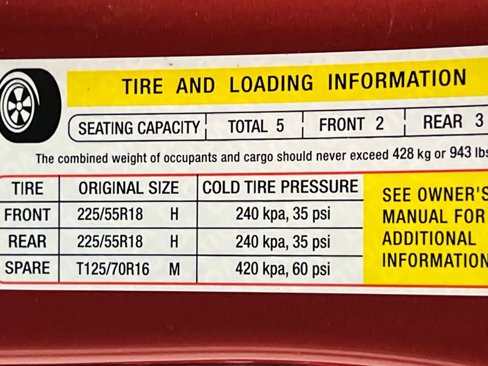 TIRE AND LOADING INFORMATION
SEATING CAPACITY TOTAL 5 FRONT 2 REAR 3
The combined weight of occupants and cargo should never exceed 428 kg or 943 lbs
TIRE ORIGINAL SIZE COLD TIRE PRESSURE
FRONT 225/55R18 H 240 kpa, 35 psi
REAR 225/55R18 H 240 kpa, 35 psi
SPARE T125/70R16 M 420 kpa, 60 psi
SEE OWNER'S
MANUAL FOR
ADDITIONAL
INFORMATION